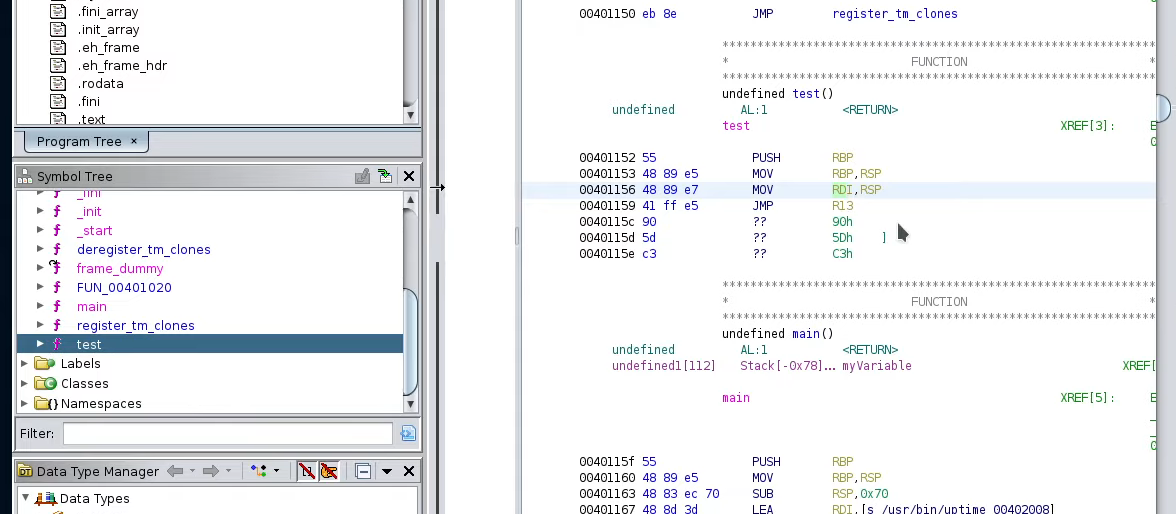 .fini_array
.init_array
.eh_frame
.eh_frame_hdr
.rodata
.fini
.text
Program Tree ×
Symbol Tree
_fini
_init
_start
deregister_tm_clones
frame_dummy
FUN_00401020
main
register_tm_clones
test
Labels
Classes
Namespaces
Filter:
Data Type Manager
Data Types
00401150 eb 8e JMP register_tm_clones
************************************************************
* FUNCTION *
************************************************************
undefined test()
undefined AL:1 <RETURN>
test XREF[3]: E
0
00401152 55 PUSH RBP
00401153 48 89 e5 MOV RBP,RSP
00401156 48 89 e7 MOV RDI,RSP
00401159 41 ff e5 JMP R13
0040115c 90 ?? 90h
0040115d 5d ?? 5Dh ]
0040115e c3 ?? C3h
************************************************************
* FUNCTION *
************************************************************
undefined main()
undefined AL:1 <RETURN>
undefined1[112] Stack[-0x78]... myVariable XREF[
main XREF[5]: E
_
_
0
0040115f 55 PUSH RBP
00401160 48 89 e5 MOV RBP,RSP
00401163 48 83 ec 70 SUB RSP,0x70
00401167 48 8d 3d LEA RDI,[s_/usr/bin/uptime_00402008]